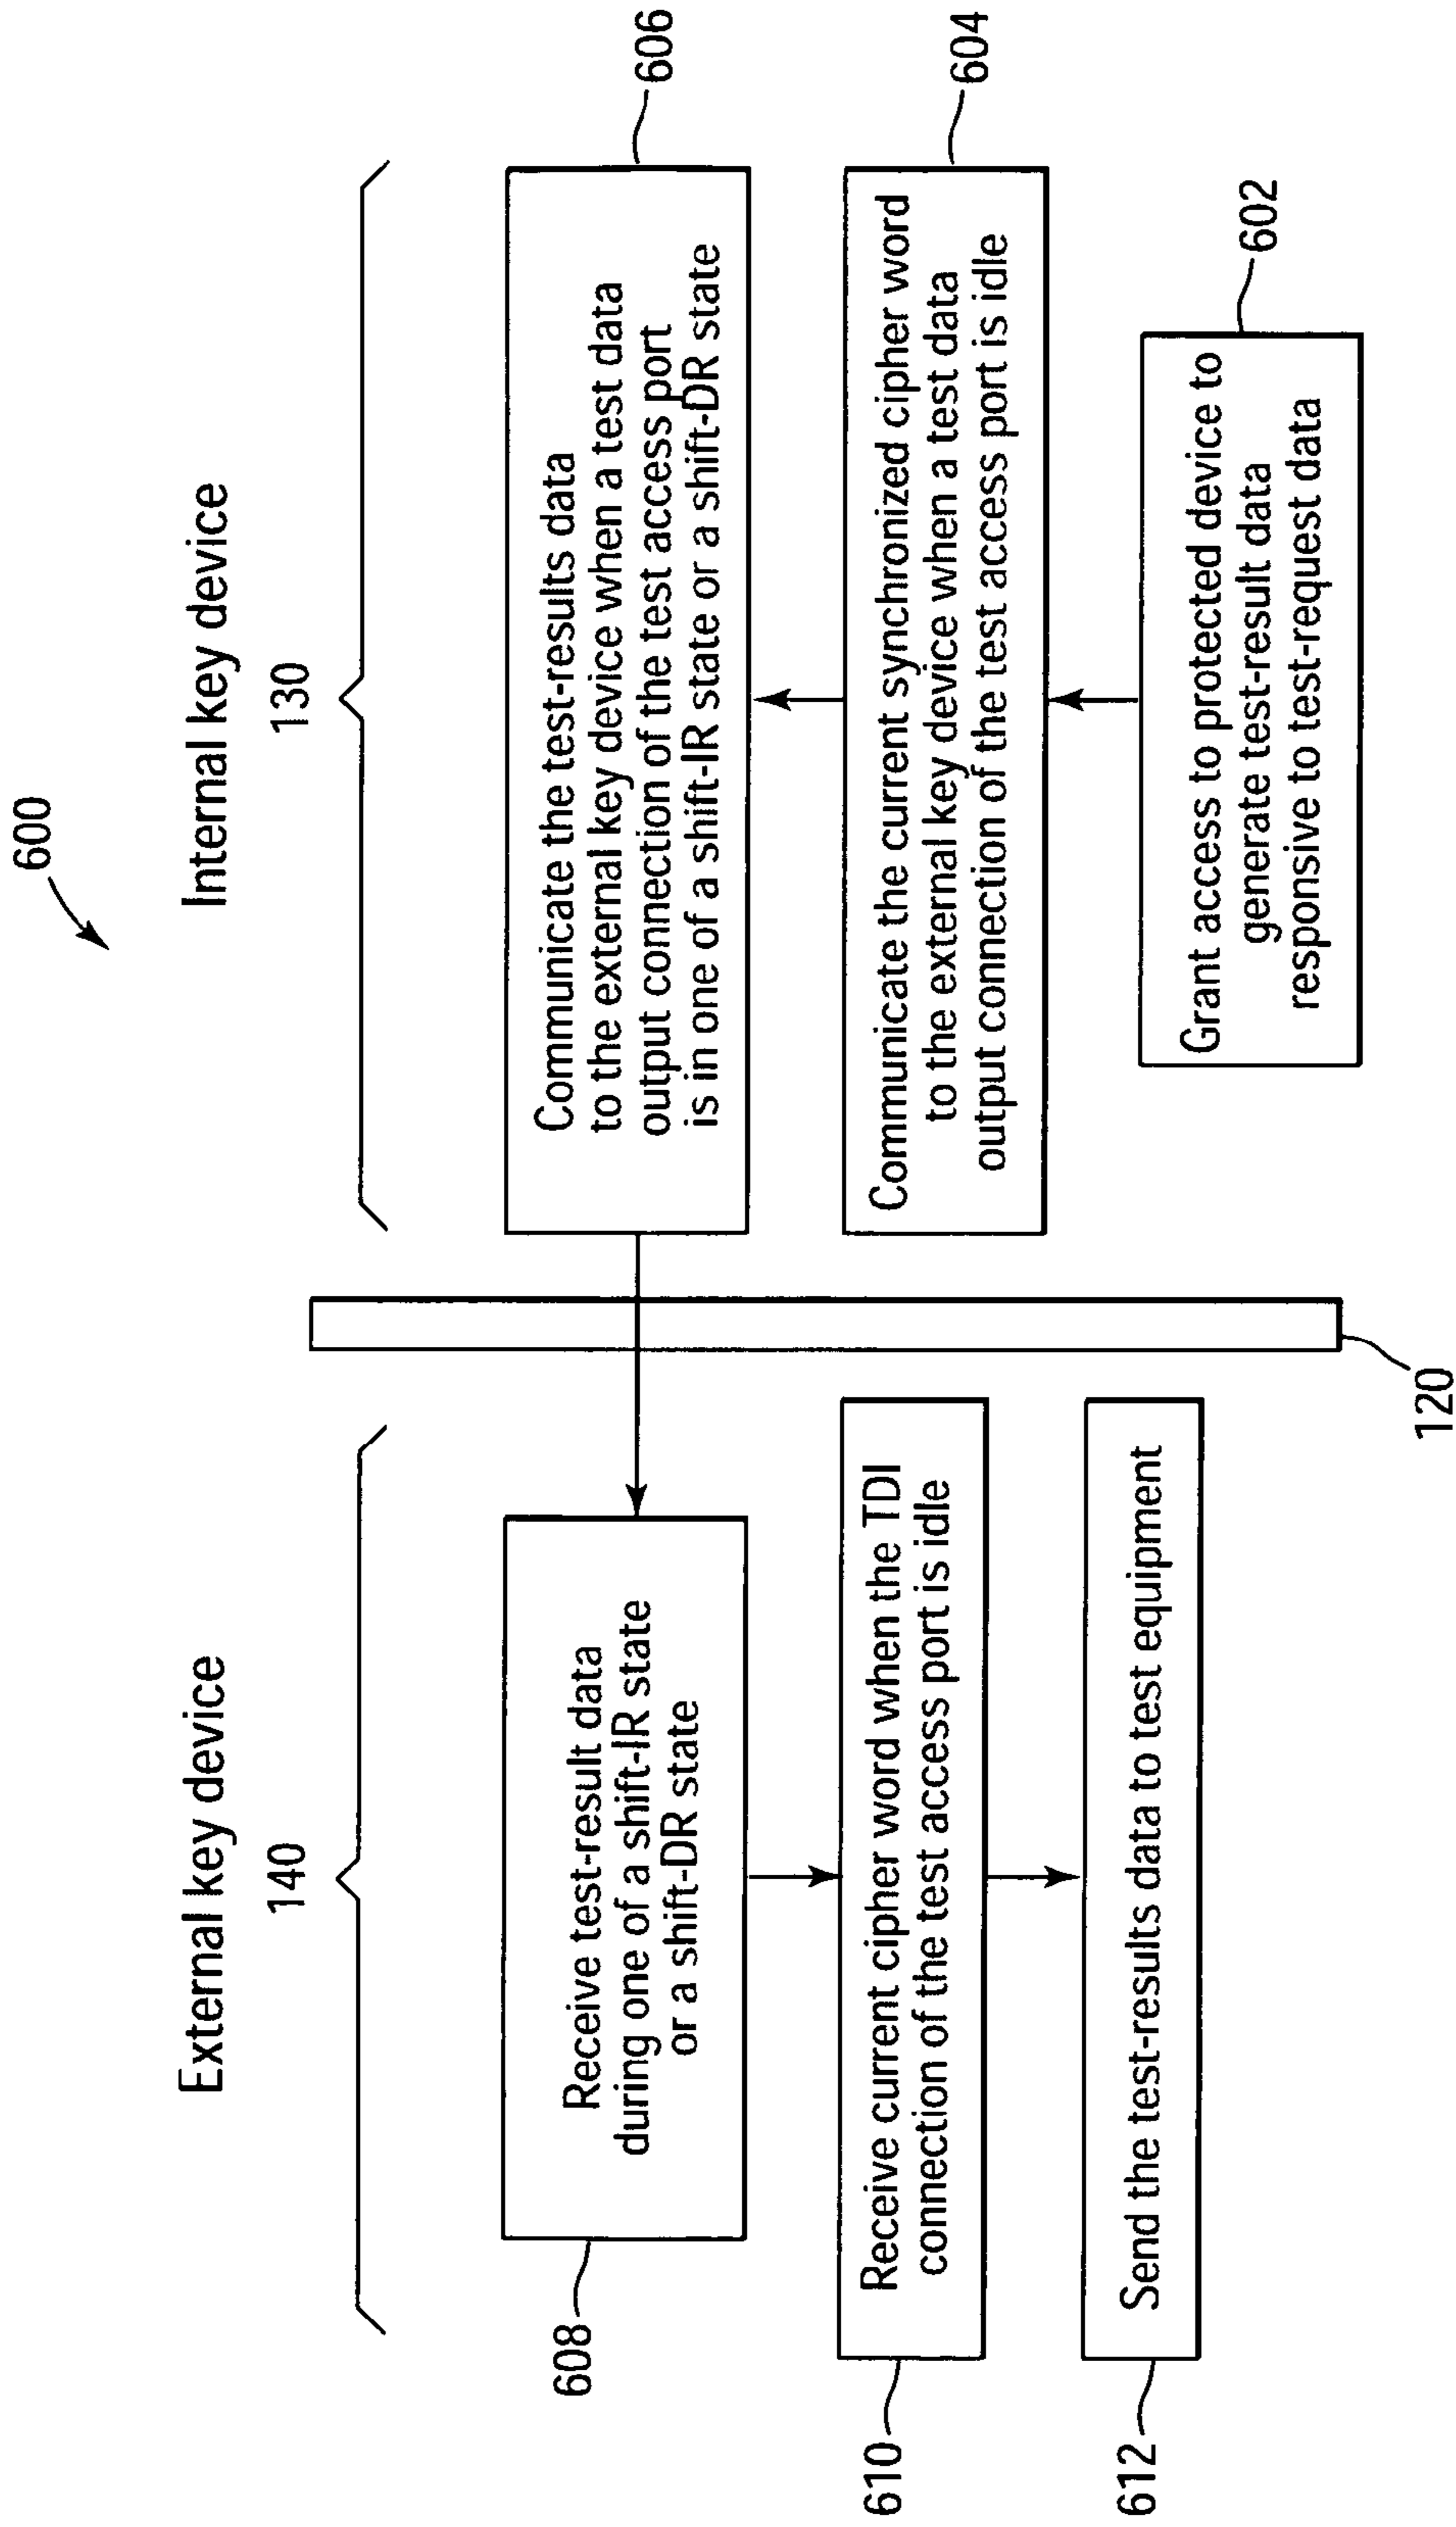 600
External key device
140
Internal key device
130
Receive test-result data
during one of a shift-IR state
or a shift-DR state
608
Receive current cipher word when the TDI
connection of the test access port is idle
610
Send the test-results data to test equipment
612
120
Communicate the test-results data
to the external key device when a test data
output connection of the test access port
is in one of a shift-IR state or a shift-DR state
606
Communicate the current synchronized cipher word
to the external key device when a test data
output connection of the test access port is idle
604
Grant access to protected device to
generate test-result data
responsive to test-request data
602